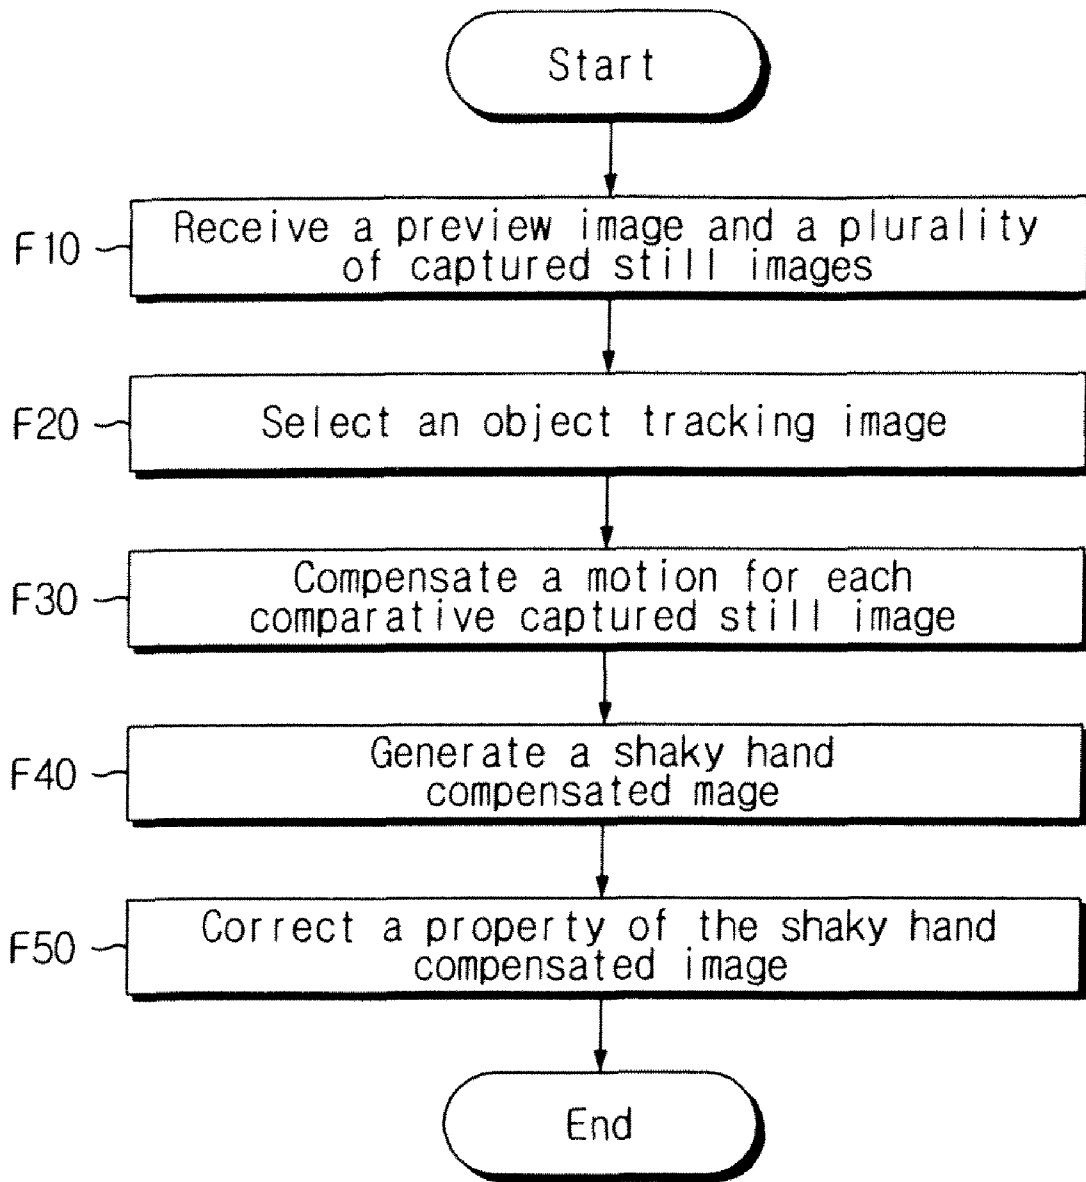 Start
F10
Receive a preview image and a plurality
of captured still images
F20
Select an object tracking image
F30
Compensate a motion for each
comparative captured still image
F40
Generate a shaky hand
compensated mage
F50
Correct a property of the shaky hand
compensated image
End